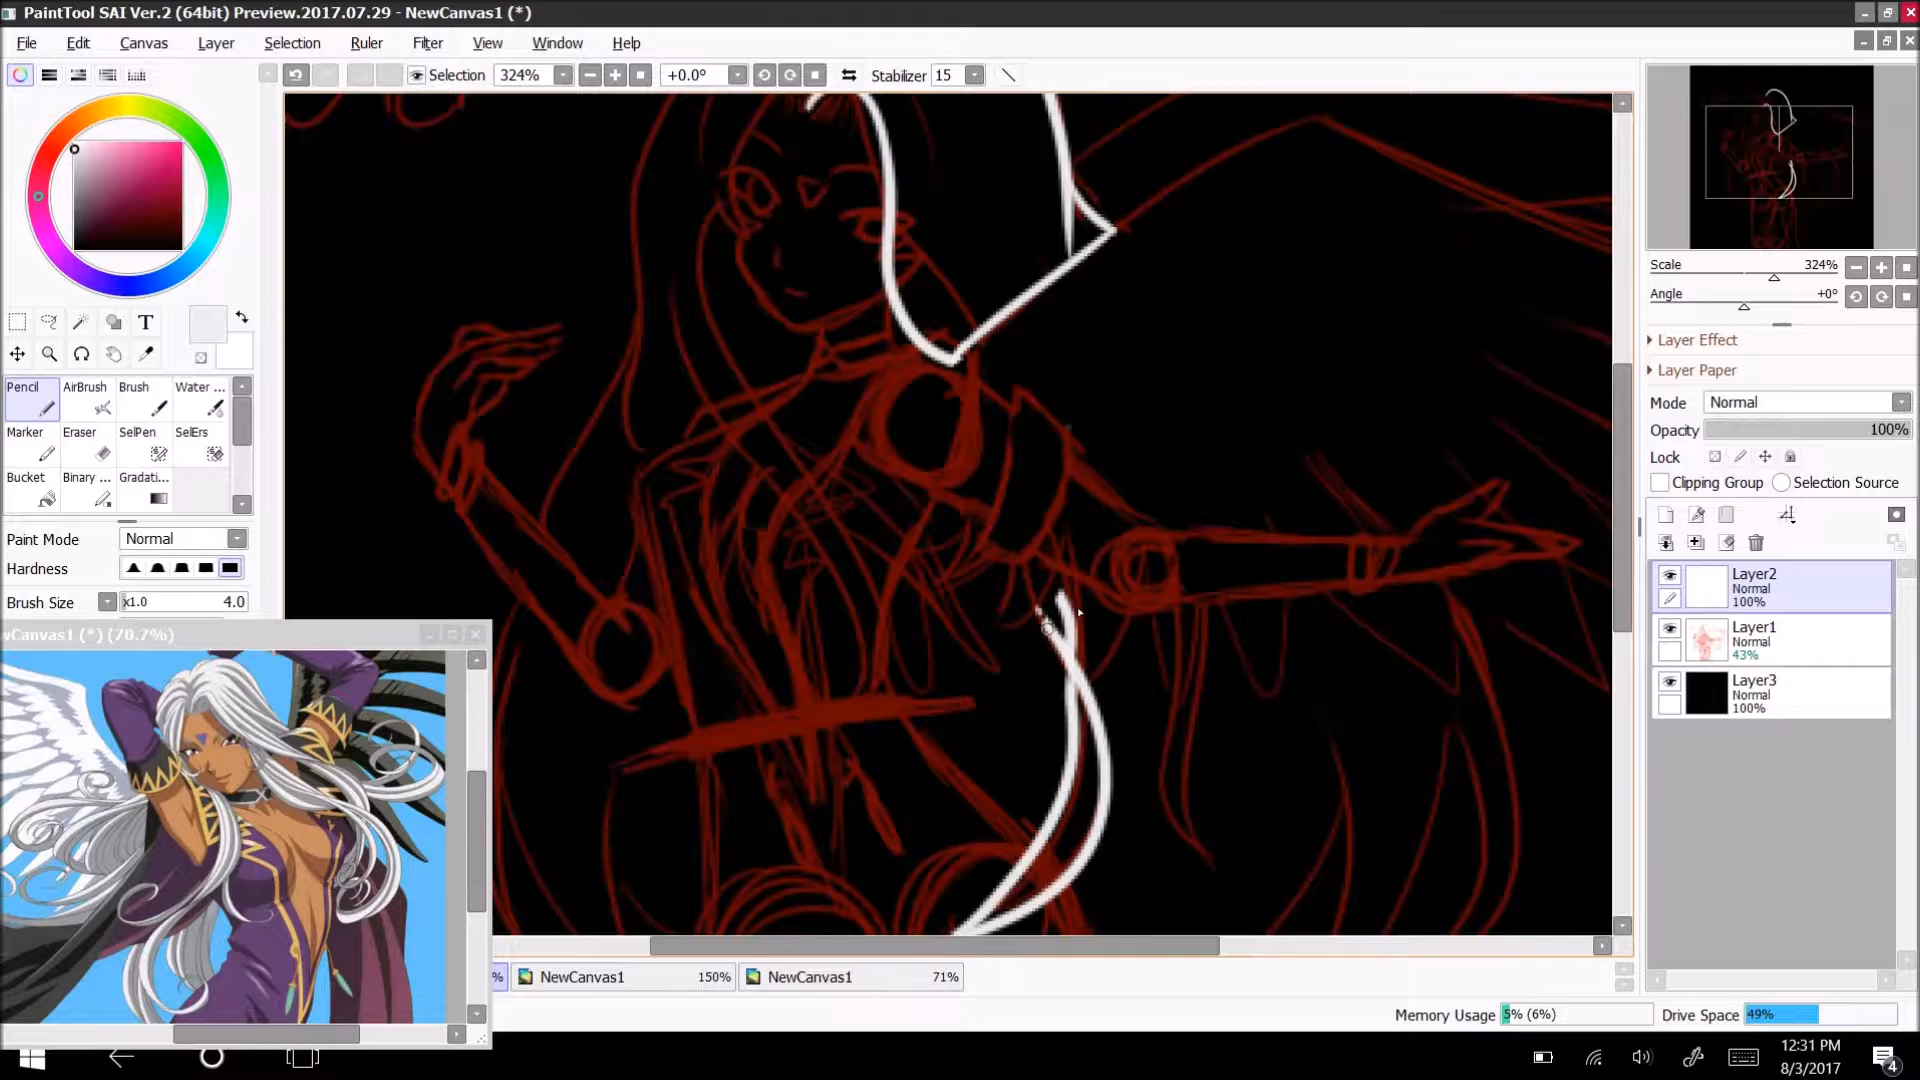 PaintTool SAI Ver.2 (64bit) Preview.2017.07.29 - NewCanvas1 (*)
File Edit Canvas Layer Selection Ruler Filter View Window Help
Selection 324% +0.0° Stabilizer 15
Scale 324%
Angle +0°
T
Layer Effect
Layer Paper
Pencil AirBrush Brush Water ...
Mode Normal
Opacity 100%
Marker Eraser SelPen SelErs
Lock
Bucket Binary ... Gradati...
Clipping Group Selection Source
Paint Mode Normal
Hardness
Brush Size x1.0 4.0
Layer2
Normal
100%
Layer1
Normal
43%
Layer3
Normal
100%
wCanvas1 (*) (70.7%)
% NewCanvas1 150% NewCanvas1 71%
Memory Usage 5% (6%) Drive Space 49%
12:31 PM
8/3/2017
4